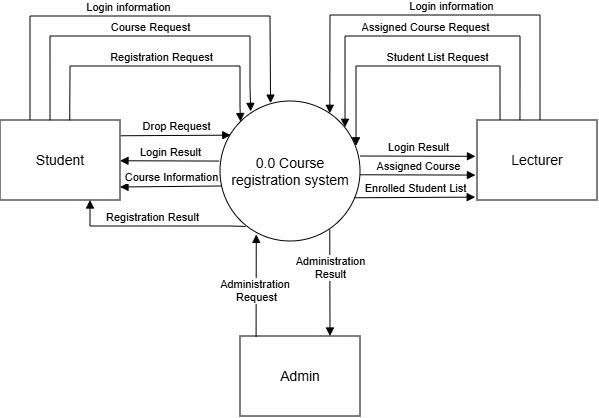 Login information
Login information
Course Request
Assigned Course Request
Registration Request
Student List Request
Drop Request
Student
Login Result
Course Information
Registration Result
0.0 Course
registration system
Login Result
Assigned Course
Enrolled Student List
Lecturer
Administration
Result
Administration
Request
Admin